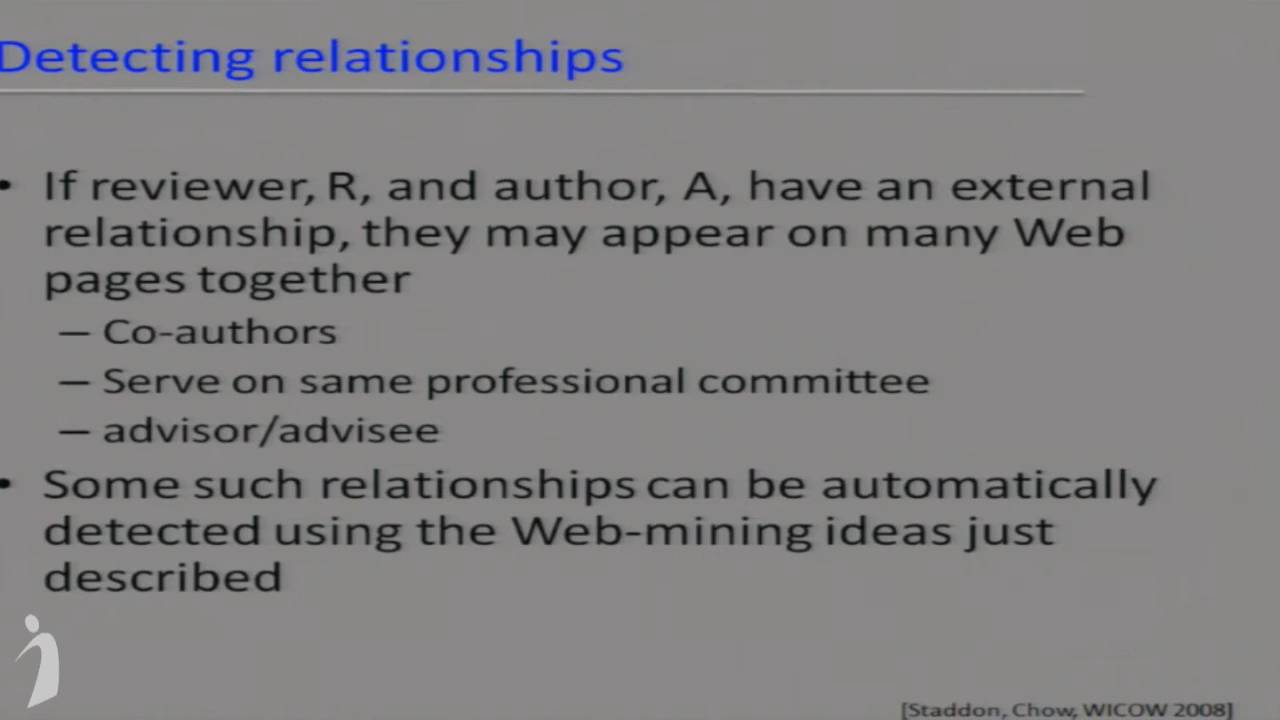 Detecting relationships
• If reviewer, R, and author, A, have an external
relationship, they may appear on many Web
pages together
– Co-authors
– Serve on same professional committee
– advisor/advisee
• Some such relationships can be automatically
detected using the Web-mining ideas just
described
[Staddon, Chow, WICOW 2008]